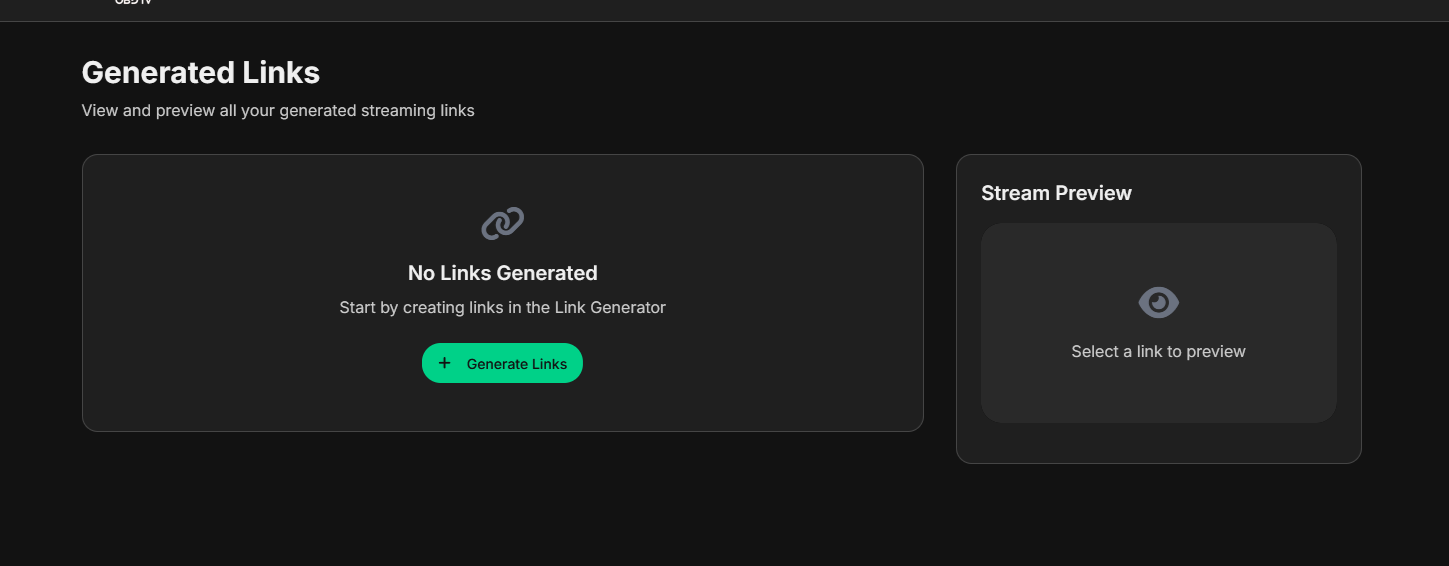 Generated Links
View and preview all your generated streaming links
No Links Generated
Start by creating links in the Link Generator
+ Generate Links
Stream Preview
Select a link to preview